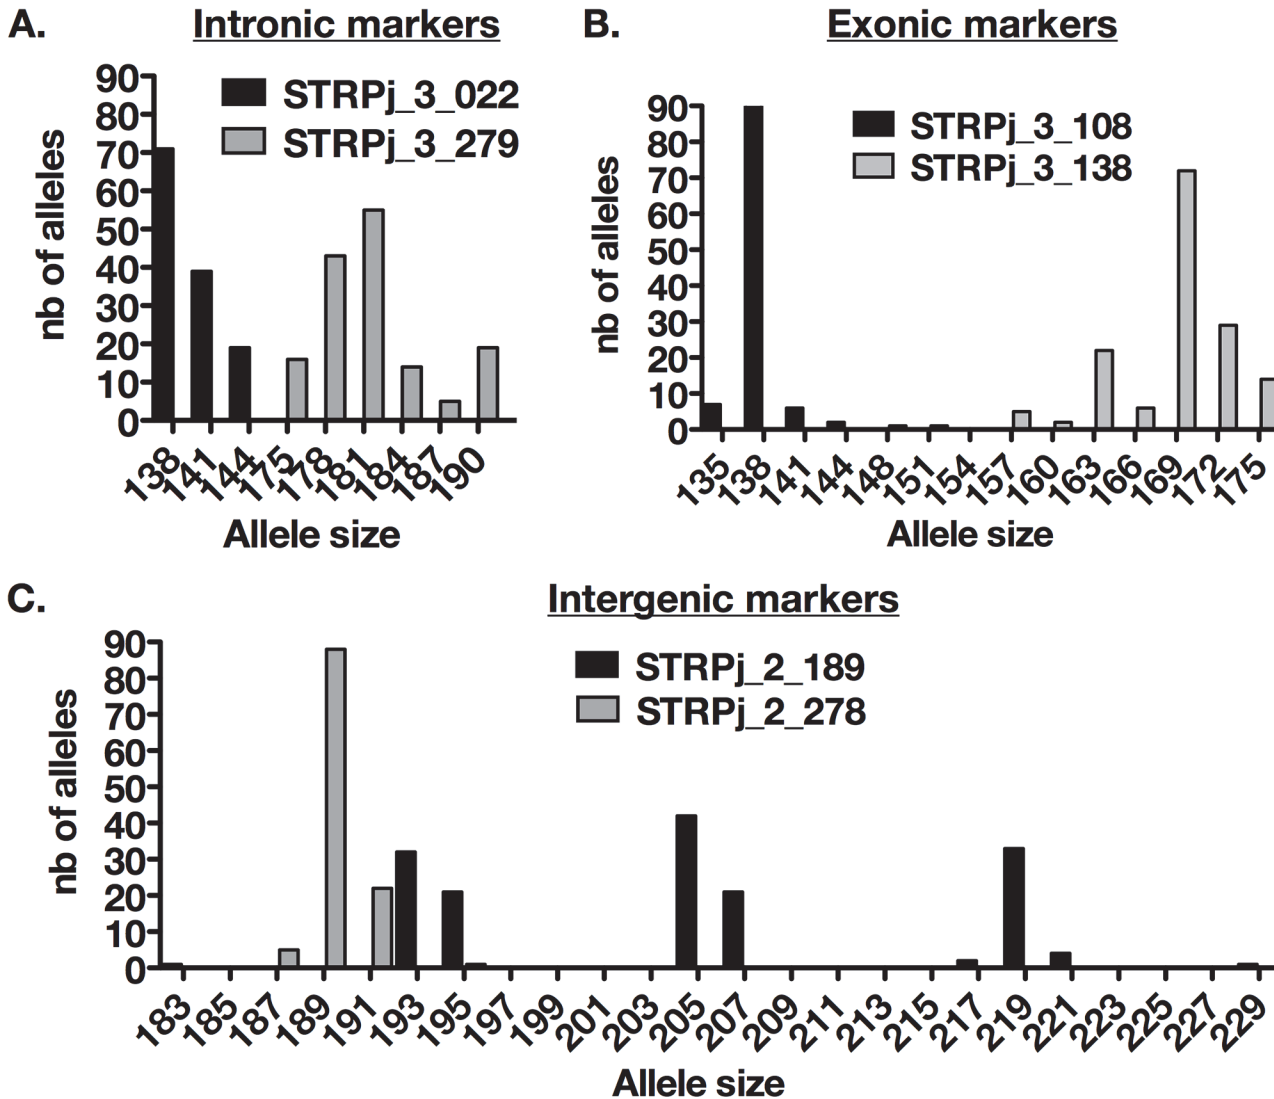 A. Intronic markers
90
80
70
60
50
40
30
20
10
0
nb of alleles
STRPj_3_022
STRPj_3_279
138 141 144 175 178 181 184 187 190
Allele size
B. Exonic markers
90
80
70
60
50
40
30
20
10
0
nb of alleles
STRPj_3_108
STRPj_3_138
135 138 141 144 148 151 154 157 160 163 166 169 172 175
Allele size
C. Intergenic markers
90
80
70
60
50
40
30
20
10
0
nb of alleles
STRPj_2_189
STRPj_2_278
183 185 187 189 191 193 195 197 199 201 203 205 207 209 211 213 215 217 219 221 223 225 227 229
Allele size